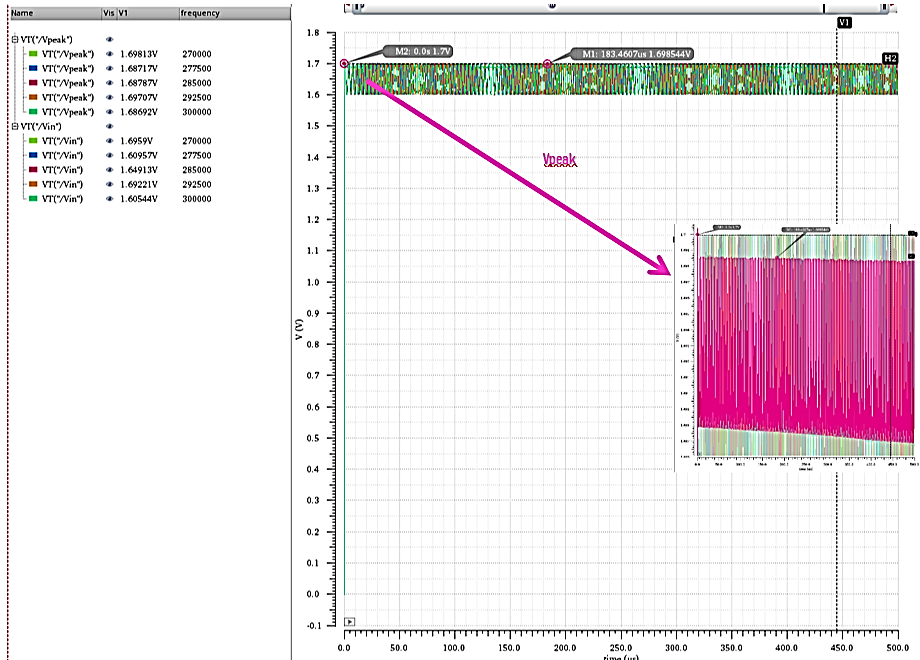 Name Vis V1 frequency
VT("/Vpeak")
VT("/Vpeak") 1.69813V 270000
VT("/Vpeak") 1.68717V 277500
VT("/Vpeak") 1.68787V 285000
VT("/Vpeak") 1.69707V 292500
VT("/Vpeak") 1.68692V 300000
VT("/Vin")
VT("/Vin") 1.6959V 270000
VT("/Vin") 1.60957V 277500
VT("/Vin") 1.64913V 285000
VT("/Vin") 1.69221V 292500
VT("/Vin") 1.60544V 300000
V1
M2: 0.0s 1.7V
M1: 183.4607us 1.698544V
H2
Vpeak
V (V)
1.8
1.7
1.6
1.5
1.4
1.3
1.2
1.1
1.0
0.9
0.8
0.7
0.6
0.5
0.4
0.3
0.2
0.1
0.0
-0.1
0.0 50.0 100.0 150.0 200.0 250.0 300.0 350.0 400.0 450.0 500.0
time (us)